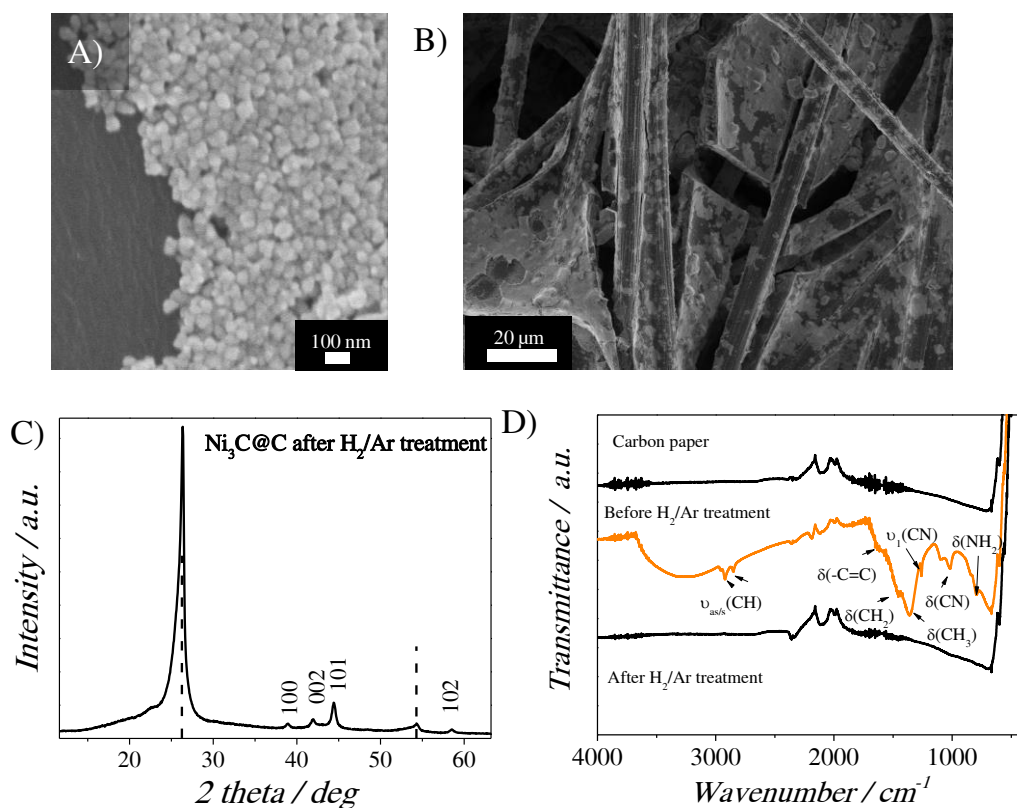 A)
100 nm
B)
20 µm
C)
Ni₃C@C after H₂/Ar treatment
Intensity / a.u.
100
002
101
102
20
30
40
50
60
2 theta / deg
D)
Carbon paper
Before H₂/Ar treatment
υ₁(CN)
δ(NH₂)
δ(-C=C)
υas/s(CH)
δ(CN)
δ(CH₂)
δ(CH₃)
After H₂/Ar treatment
Transmittance / a.u.
4000
3000
2000
1000
Wavenumber / cm⁻¹